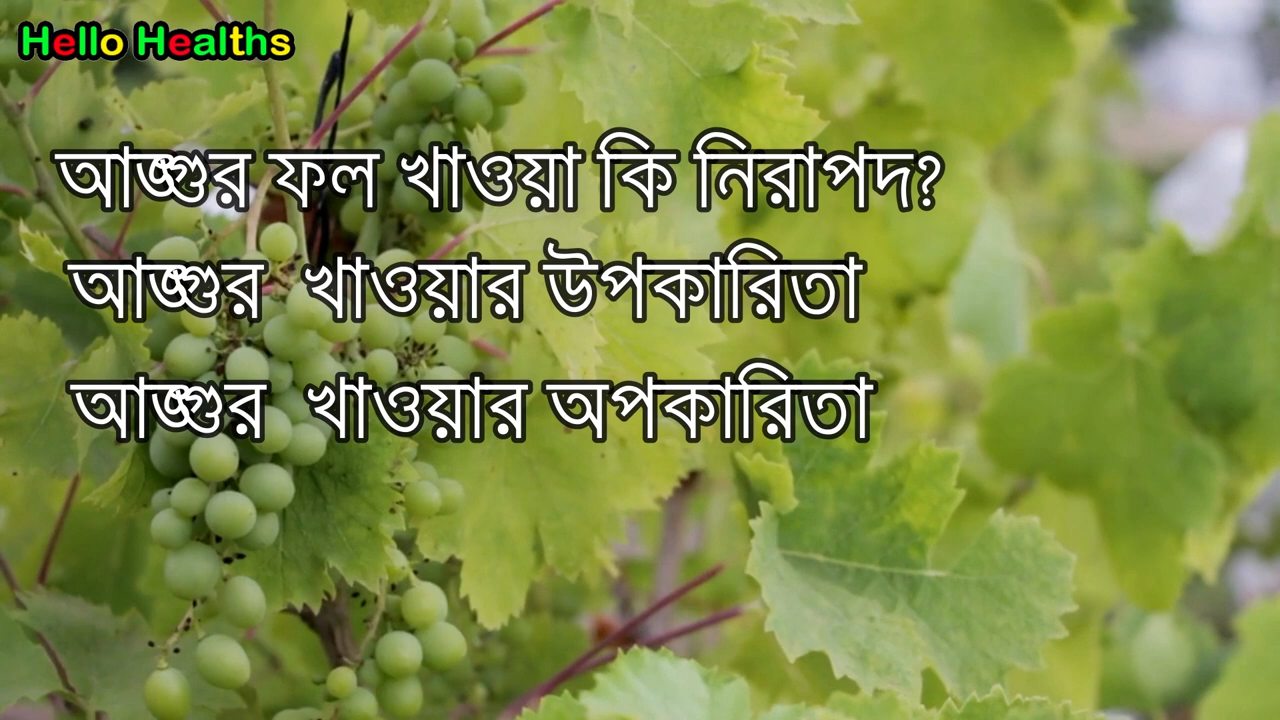 Hello Healths
আঙ্গুর ফল খাওয়া কি নিরাপদ?
আঙ্গুর খাওয়ার উপকারিতা
আঙ্গুর খাওয়ার অপকারিতা